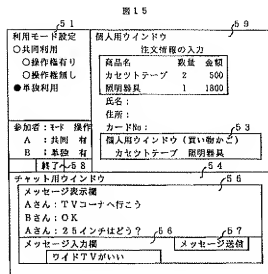 図15
51
59
利用モード設定
○共同利用
○操作権有り
○操作権無し
●単独利用
個人用ウインドウ
注文情報の入力
商品名 数量 金額
カセツトテープ 2 500
照明器具 1 1800
氏名:
住所:
カードNo:
53
参加者:モード 操作
A : 共同 有
B : 単独 有
終了 58
個人用ウインドウ(買い物かご)
カセツトテープ 照明器具
54
チャット用ウインドウ
55
メッセージ表示欄
Aさん:TVコーナへ行こう
Bさん:OK
Aさん:25インチはどう?
56
57
メッセージ入力欄
メッセージ送信
ワイドTVがいい